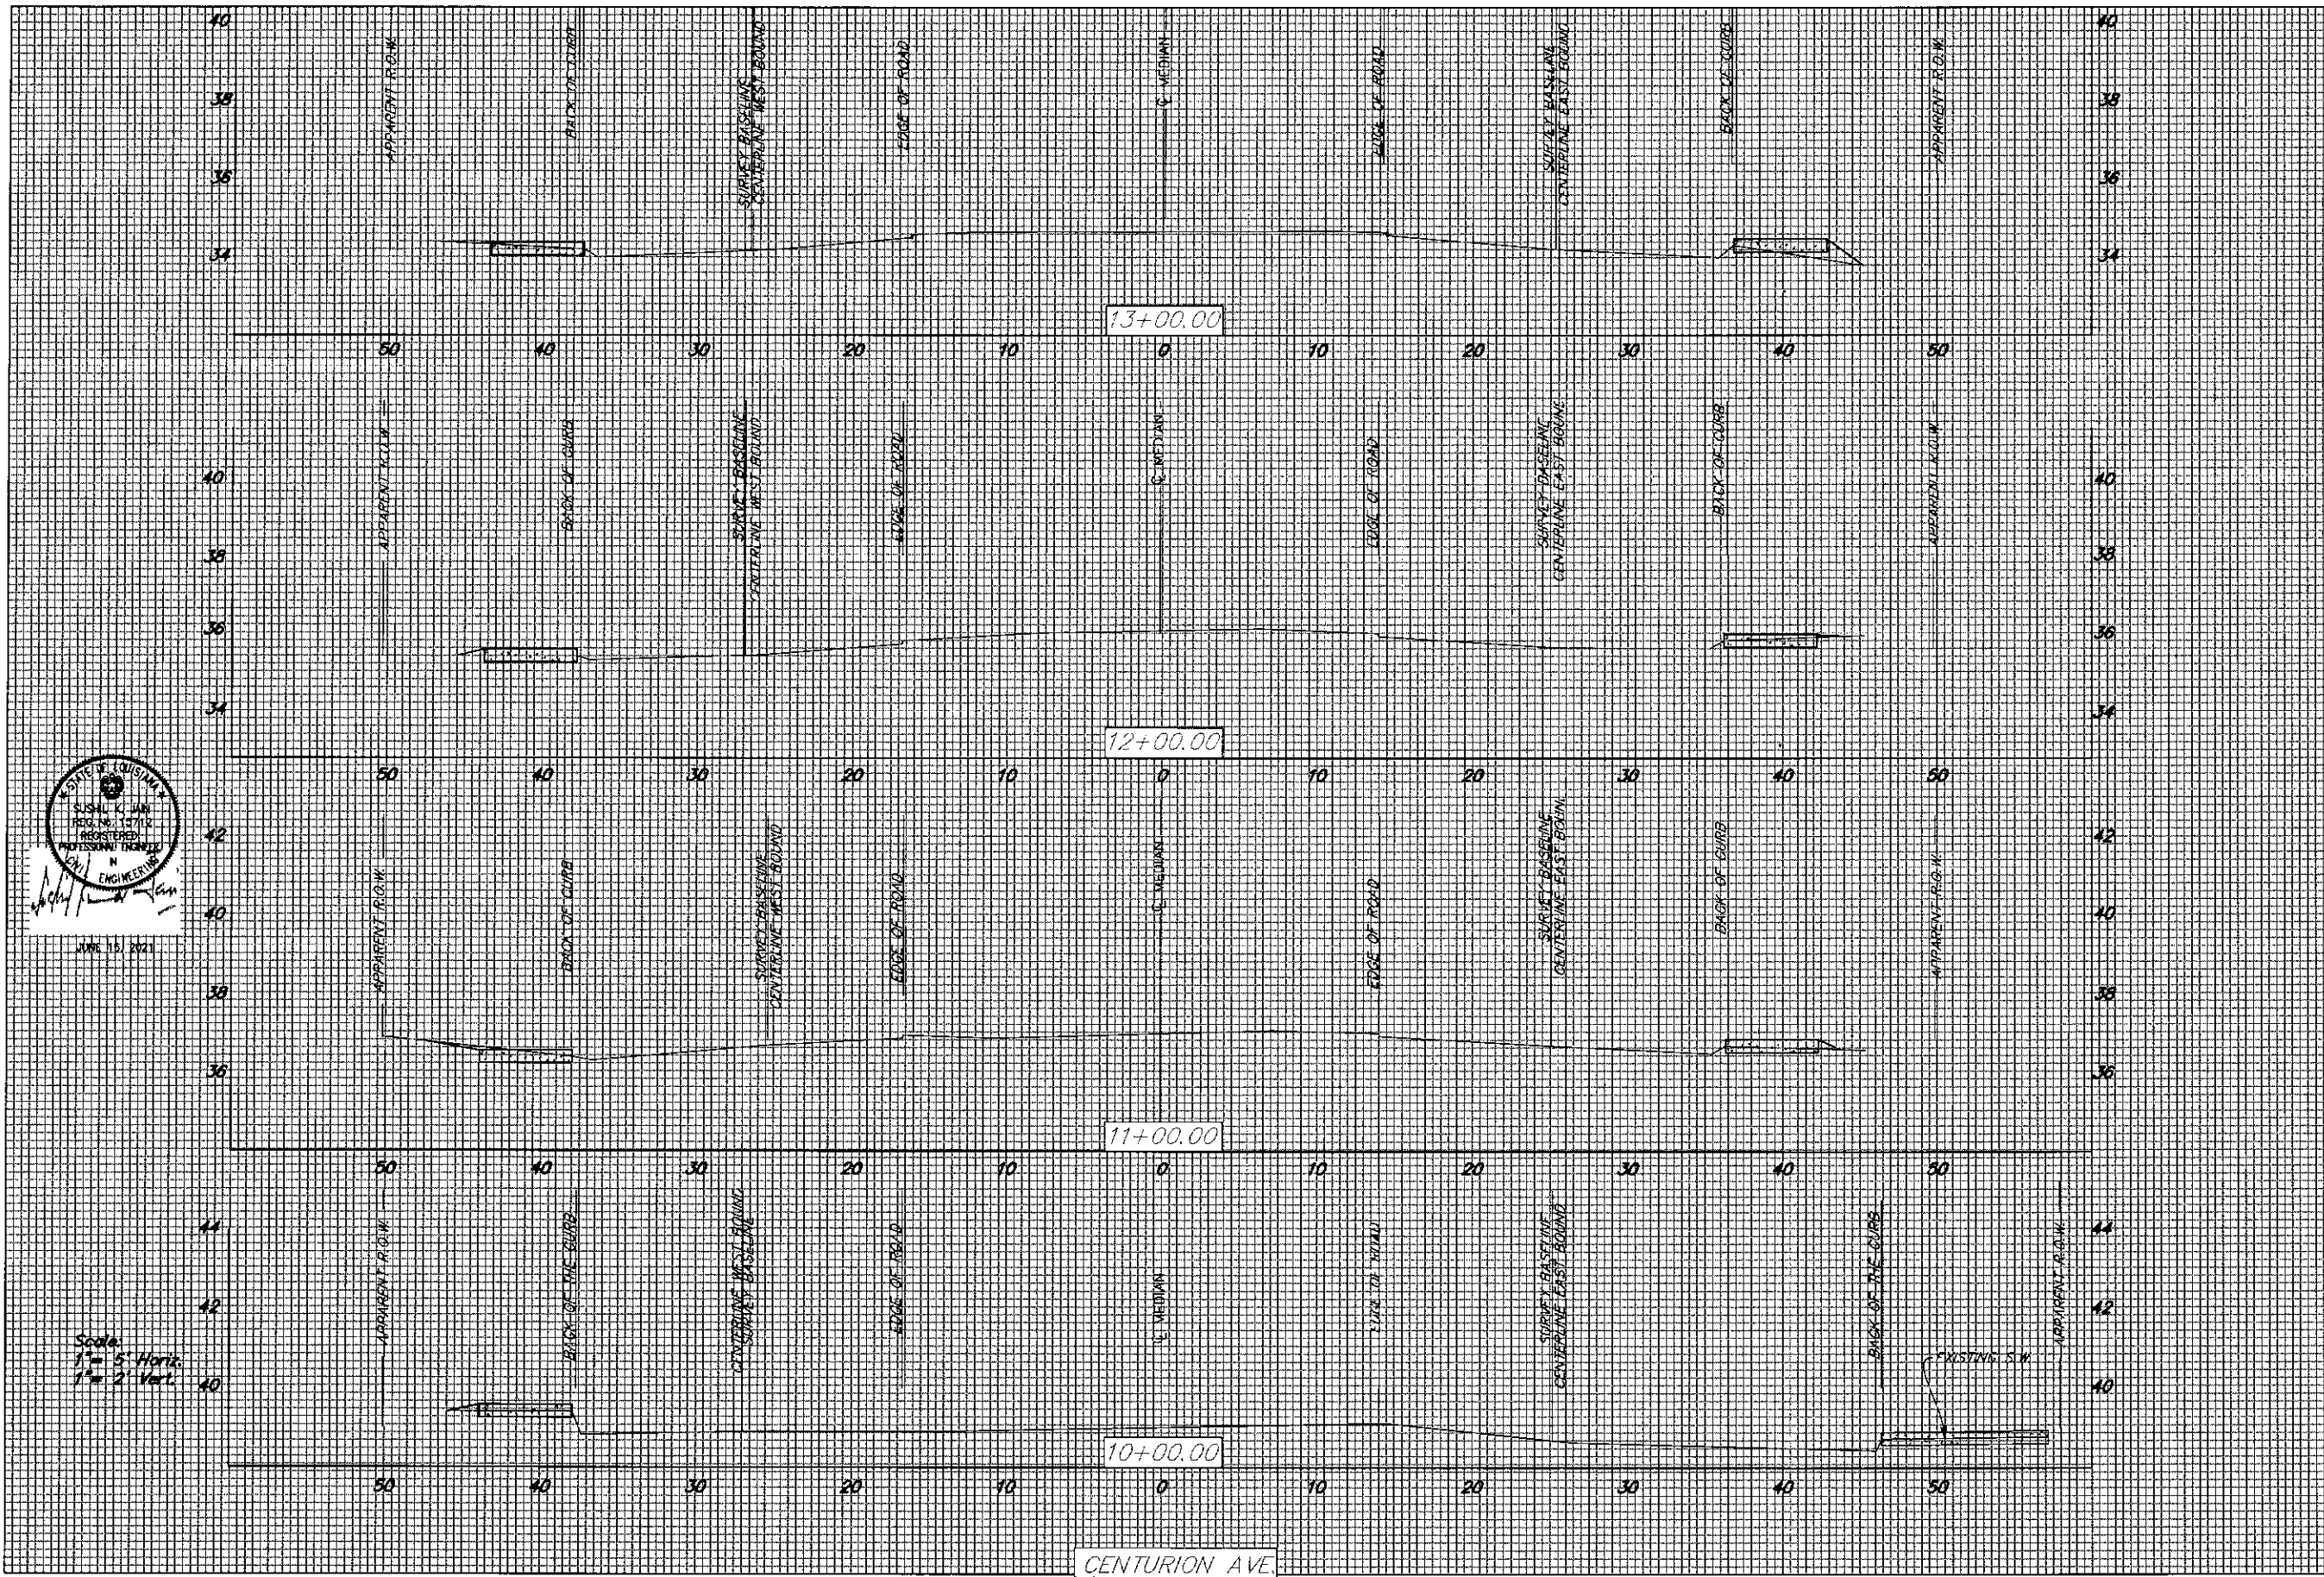 40 40
APPARENT R.O.W.
BACK OF CURB
SURVEY BASELINE
CENTERLINE WEST BOUND
EDGE OF ROAD
℄ MEDIAN
EDGE OF ROAD
SURVEY BASELINE
CENTERLINE EAST BOUND
BACK OF CURB
APPARENT R.O.W.
38 38
36 36
34 34
13+00.00
50 40 30 20 10 0 10 20 30 40 50
APPARENT R.O.W.
BACK OF CURB
SURVEY BASELINE
CENTERLINE WEST BOUND
EDGE OF ROAD
℄ MEDIAN
EDGE OF ROAD
SURVEY BASELINE
CENTERLINE EAST BOUND
BACK OF CURB
APPARENT R.O.W.
40 40
38 38
36 36
34 34
12+00.00
50 40 30 20 10 0 10 20 30 40 50
STATE OF LOUISIANA
SUSHIL K. JAIN
REG. No. 15712
REGISTERED
PROFESSIONAL ENGINEER
IN
CIVIL ENGINEERING
JUNE 15, 2021
42 42
APPARENT R.O.W.
BACK OF CURB
SURVEY BASELINE
CENTERLINE WEST BOUND
EDGE OF ROAD
℄ MEDIAN
EDGE OF ROAD
SURVEY BASELINE
CENTERLINE EAST BOUND
BACK OF CURB
APPARENT R.O.W.
40 40
38 38
36 36
11+00.00
50 40 30 20 10 0 10 20 30 40 50
44 44
APPARENT R.O.W.
BACK OF THE CURB
CENTERLINE WEST BOUND
SURVEY BASELINE
EDGE OF ROAD
℄ MEDIAN
EDGE OF ROAD
SURVEY BASELINE
CENTERLINE EAST BOUND
BACK OF THE CURB
APPARENT R.O.W.
42 42
EXISTING S.W.
40 40
Scale:
1"= 5' Horiz.
1"= 2' Vert.
10+00.00
50 40 30 20 10 0 10 20 30 40 50
CENTURION AVE.